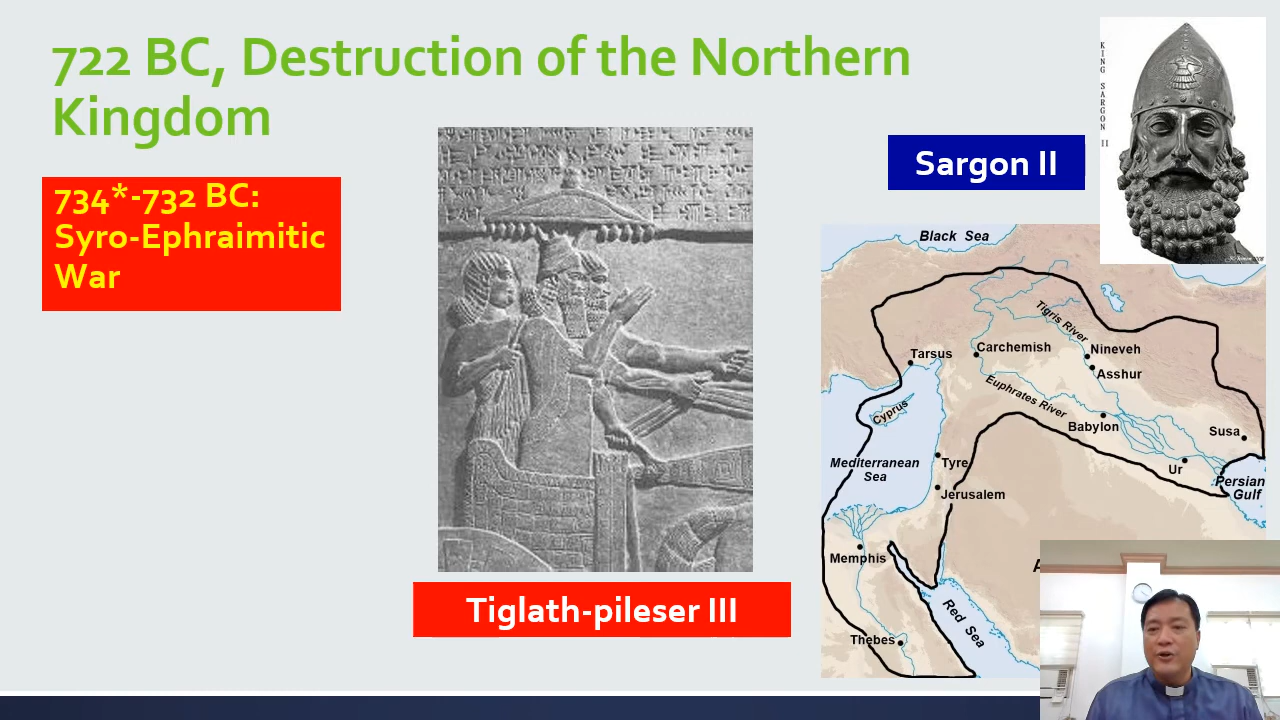 722 BC, Destruction of the Northern
Kingdom
734*-732 BC:
Syro-Ephraimitic
War
Tiglath-pileser III
Sargon II
KING SARGON II
Black Sea
Tigris River
Tarsus
Carchemish
Nineveh
Asshur
Euphrates River
Cyprus
Babylon
Susa
Mediterranean
Sea
Tyre
Ur
Persian
Gulf
Jerusalem
Memphis
Red Sea
Thebes